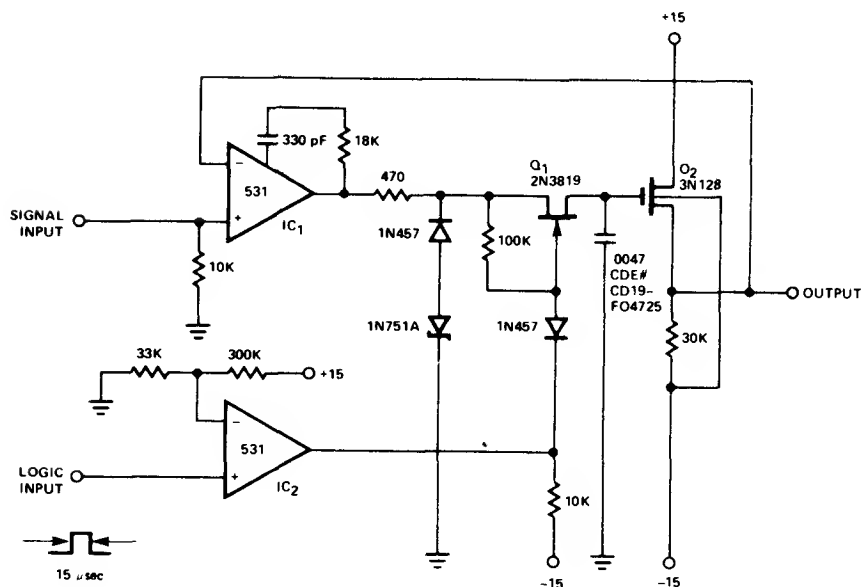 +15
330 pF
18K
Q1
2N3819
Q2
3N128
470
−
531
+
IC1
SIGNAL
INPUT
10K
1N457
100K
0047
CDE#
CD19-
FO4725
OUTPUT
1N751A
1N457
30K
33K
300K
+15
−
531
+
IC2
LOGIC
INPUT
10K
15 μsec
−15
−15